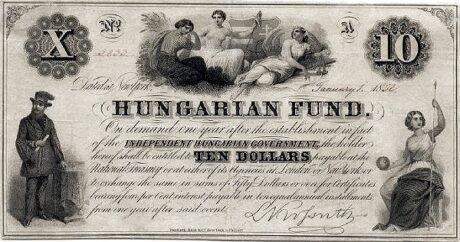 X Nº A 10
Dated at New York, January 1. 1852
HUNGARIAN FUND.
On demand, one year after the establishment in fact
of the INDEPENDENT HUNGARIAN GOVERNMENT, the holder
hereof shall be entitled to TEN DOLLARS payable at the
National Treasury or at either of its Agencies at London or New York or
to exchange the same in sums of Fifty Dollars or over for Certificates
bearing four per Cent interest payable in ten equal annual installments
from one year after said event.
L Kossuth